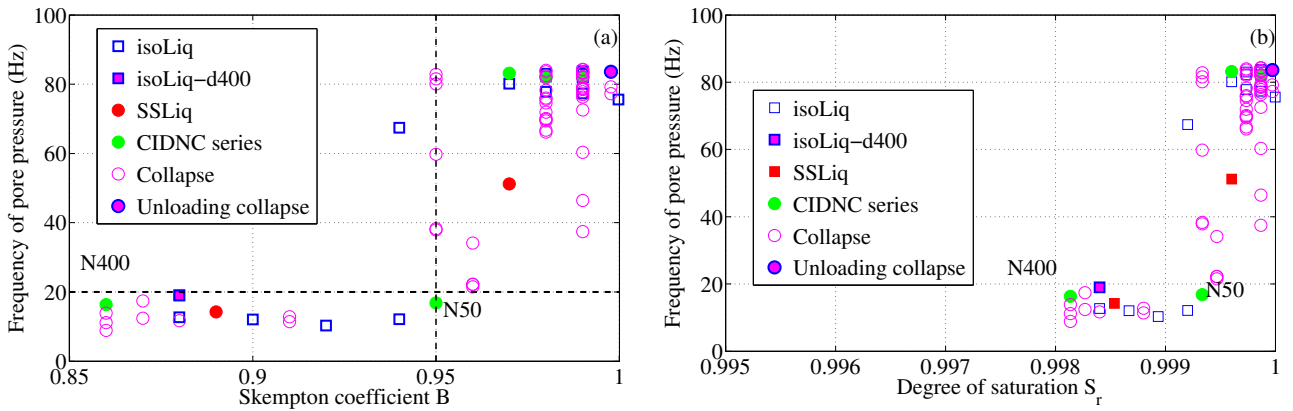 Frequency of pore pressure (Hz)
100
80
60
40
20
0
(a)
isoLiq
isoLiq−d400
SSLiq
CIDNC series
Collapse
Unloading collapse
N400
N50
0.85
0.9
0.95
1
Skempton coefficient B
Frequency of pore pressure (Hz)
100
80
60
40
20
0
(b)
isoLiq
isoLiq−d400
SSLiq
CIDNC series
Collapse
Unloading collapse
N400
N50
0.995
0.996
0.997
0.998
0.999
1
Degree of saturation Sr